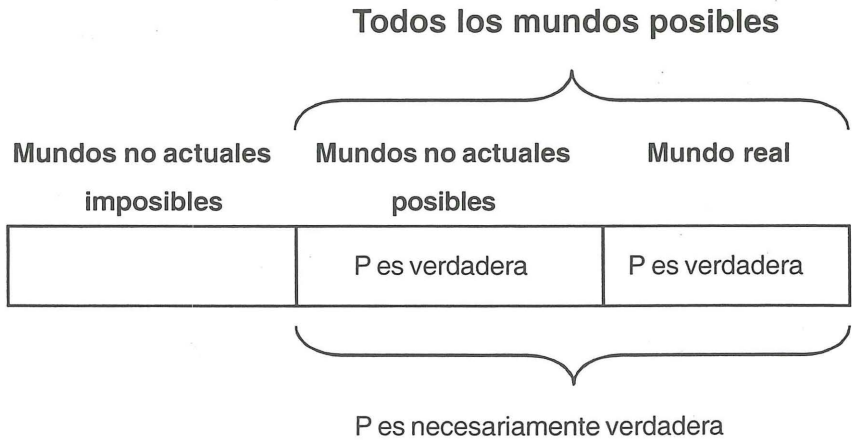 Todos los mundos posibles
Mundos no actuales
imposibles
Mundos no actuales
posibles
Mundo real
P es verdadera
P es verdadera
P es necesariamente verdadera